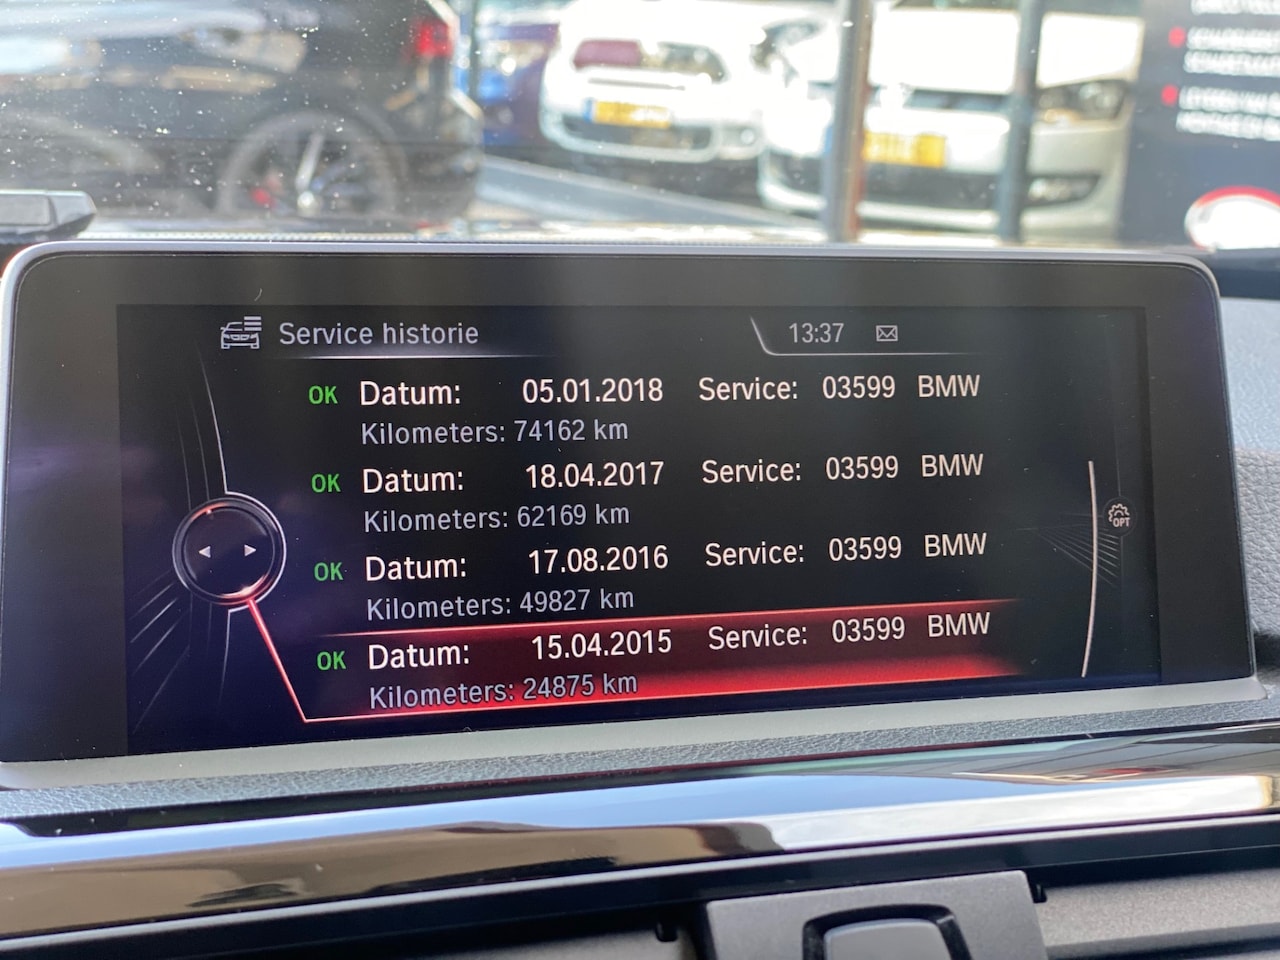 Service historie 13:37
OK Datum: 05.01.2018 Service: 03599 BMW
Kilometers: 74162 km
OK Datum: 18.04.2017 Service: 03599 BMW
Kilometers: 62169 km
OPT
OK Datum: 17.08.2016 Service: 03599 BMW
Kilometers: 49827 km
OK Datum: 15.04.2015 Service: 03599 BMW
Kilometers: 24875 km